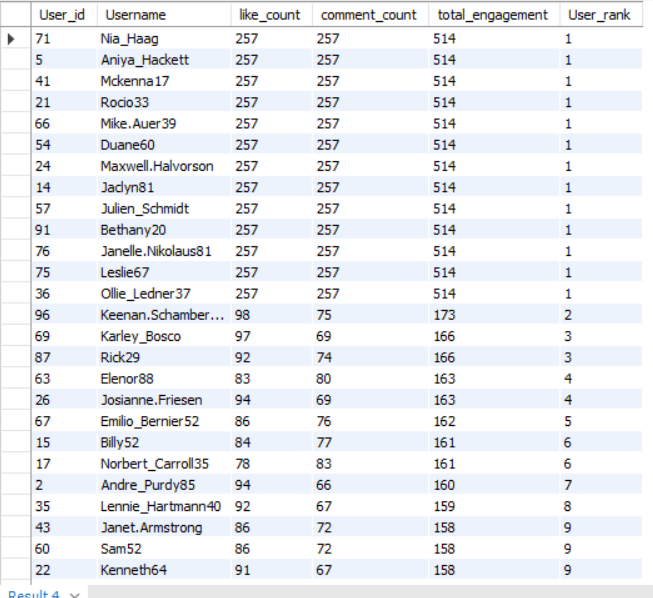 User_id Username like_count comment_count total_engagement User_rank
71 Nia_Haag 257 257 514 1
5 Aniya_Hackett 257 257 514 1
41 Mckenna17 257 257 514 1
21 Rocio33 257 257 514 1
66 Mike.Auer39 257 257 514 1
54 Duane60 257 257 514 1
24 Maxwell.Halvorson 257 257 514 1
14 Jaclyn81 257 257 514 1
57 Julien_Schmidt 257 257 514 1
91 Bethany20 257 257 514 1
76 Janelle.Nikolaus81 257 257 514 1
75 Leslie67 257 257 514 1
36 Ollie_Ledner37 257 257 514 1
96 Keenan.Schamber... 98 75 173 2
69 Karley_Bosco 97 69 166 3
87 Rick29 92 74 166 3
63 Elenor88 83 80 163 4
26 Josianne.Friesen 94 69 163 4
67 Emilio_Bernier52 86 76 162 5
15 Billy52 84 77 161 6
17 Norbert_Carroll35 78 83 161 6
2 Andre_Purdy85 94 66 160 7
35 Lennie_Hartmann40 92 67 159 8
43 Janet.Armstrong 86 72 158 9
60 Sam52 86 72 158 9
22 Kenneth64 91 67 158 9
Result 4